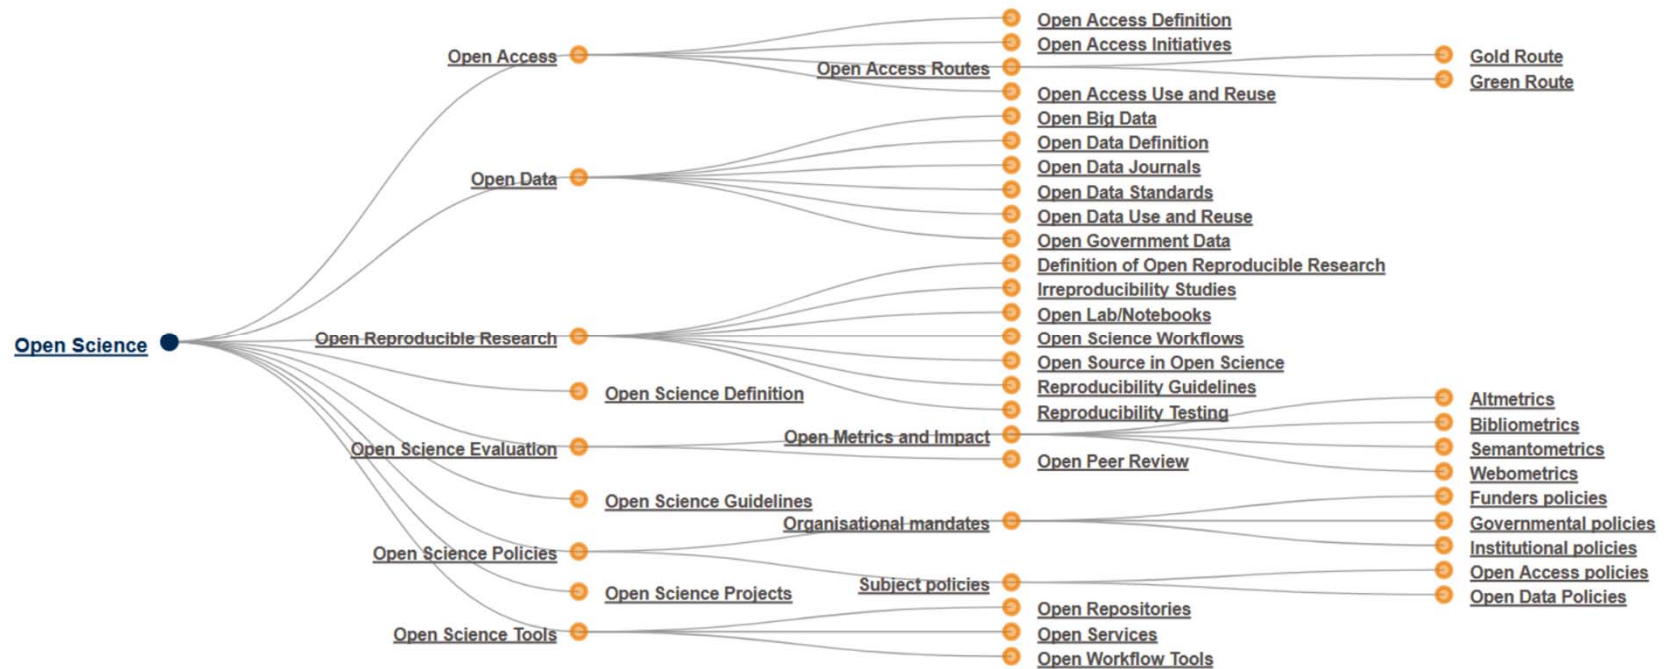 Open Science
Open Access
Open Access Definition
Open Access Initiatives
Open Access Routes
Gold Route
Green Route
Open Access Use and Reuse
Open Data
Open Big Data
Open Data Definition
Open Data Journals
Open Data Standards
Open Data Use and Reuse
Open Government Data
Open Reproducible Research
Definition of Open Reproducible Research
Irreproducibility Studies
Open Lab/Notebooks
Open Science Workflows
Open Source in Open Science
Reproducibility Guidelines
Reproducibility Testing
Open Science Definition
Open Science Evaluation
Open Metrics and Impact
Altmetrics
Bibliometrics
Semantometrics
Webometrics
Open Peer Review
Open Science Guidelines
Open Science Policies
Organisational mandates
Funders policies
Governmental policies
Institutional policies
Subject policies
Open Access policies
Open Data Policies
Open Science Projects
Open Science Tools
Open Repositories
Open Services
Open Workflow Tools